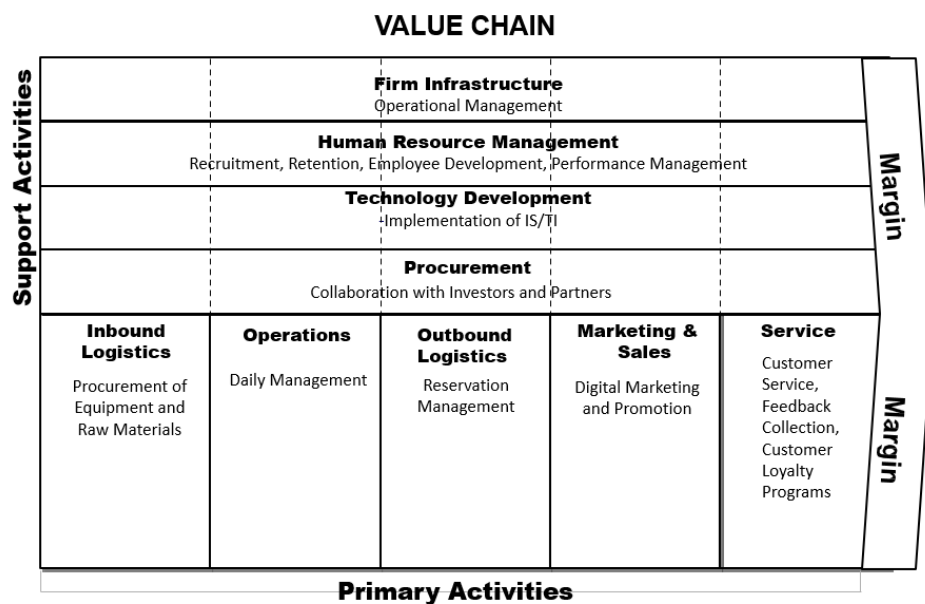 VALUE CHAIN
Support Activities
Firm Infrastructure
Operational Management
Human Resource Management
Recruitment, Retention, Employee Development, Performance Management
Technology Development
-Implementation of IS/TI
Procurement
Collaboration with Investors and Partners
Margin
Inbound
Logistics
Procurement of
Equipment and
Raw Materials
Operations
Daily Management
Outbound
Logistics
Reservation
Management
Marketing &
Sales
Digital Marketing
and Promotion
Service
Customer
Service,
Feedback
Collection,
Customer
Loyalty
Programs
Margin
Primary Activities